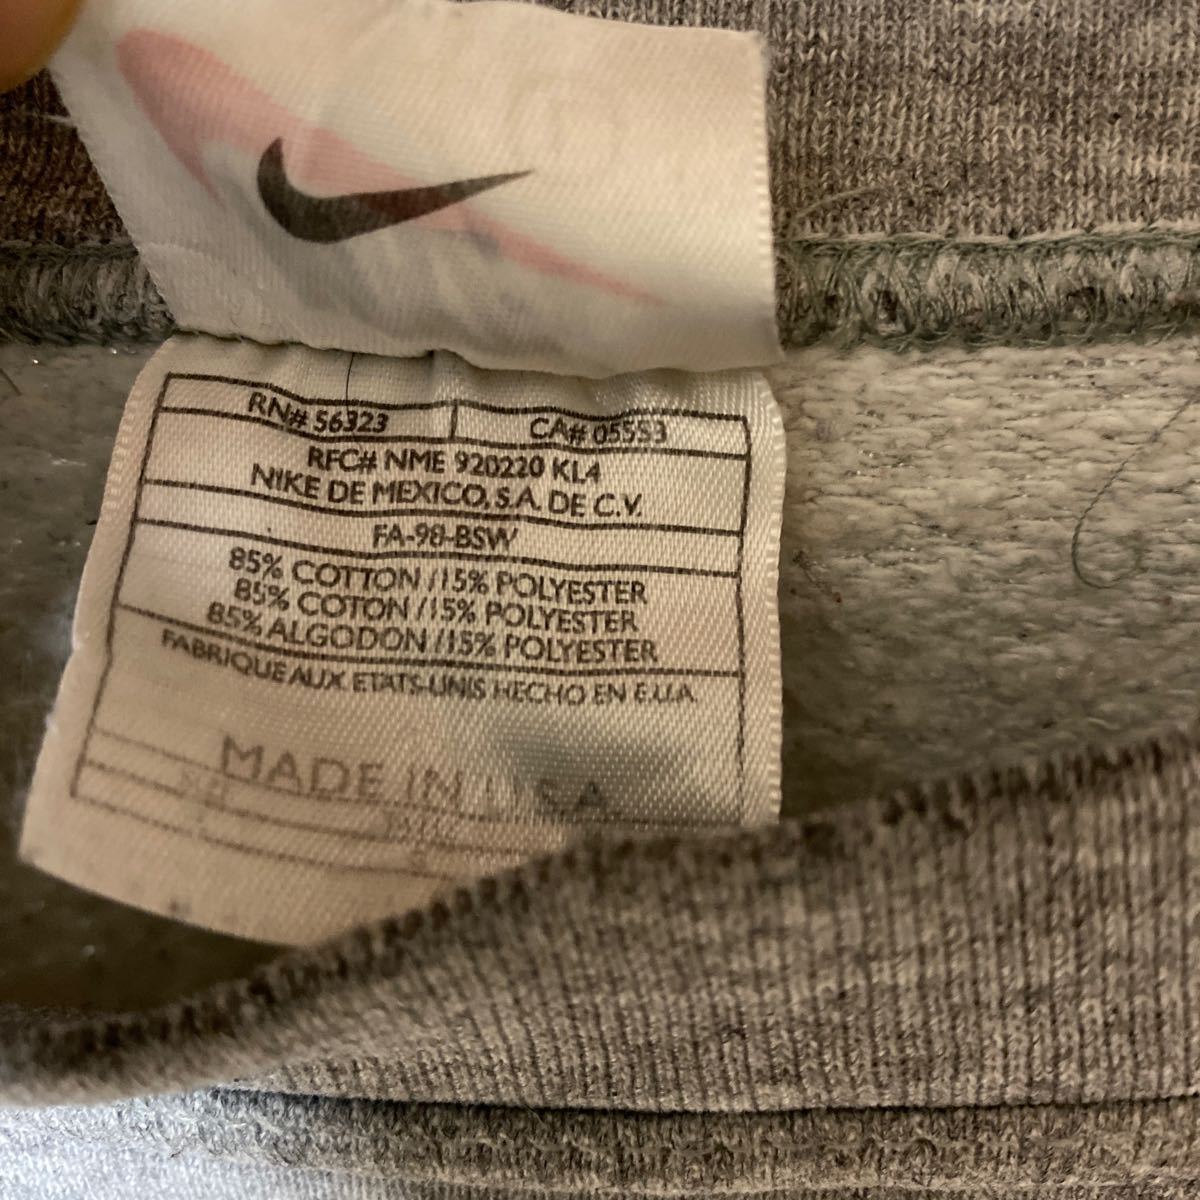 RN# 56323 CA# 05553
RFC# NME 920220 KL4
NIKE DE MEXICO, S.A. DE C.V.
FA-98-BSW
85% COTTON /15% POLYESTER
85% COTON /15% POLYESTER
85% ALGODON /15% POLYESTER
FABRIQUE AUX ETATS-UNIS HECHO EN E.U.A.
MADE IN U.S.A.